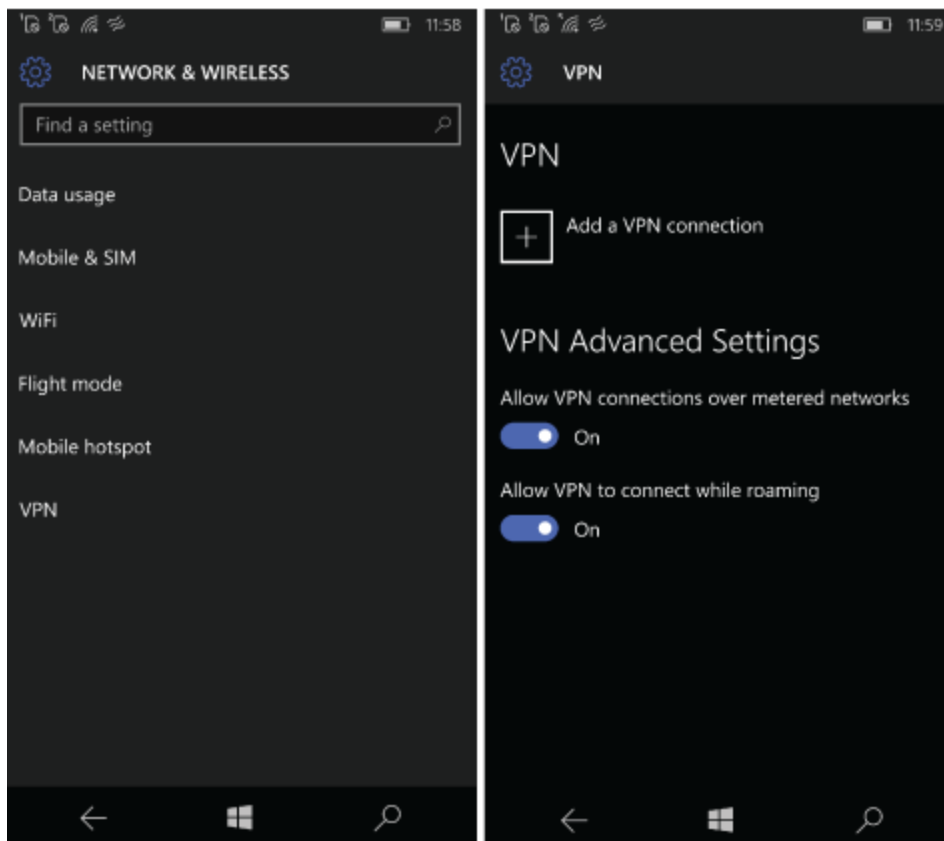 11:58
NETWORK & WIRELESS
Find a setting
Data usage
Mobile & SIM
WiFi
Flight mode
Mobile hotspot
VPN
11:59
VPN
VPN
Add a VPN connection
VPN Advanced Settings
Allow VPN connections over metered networks
On
Allow VPN to connect while roaming
On